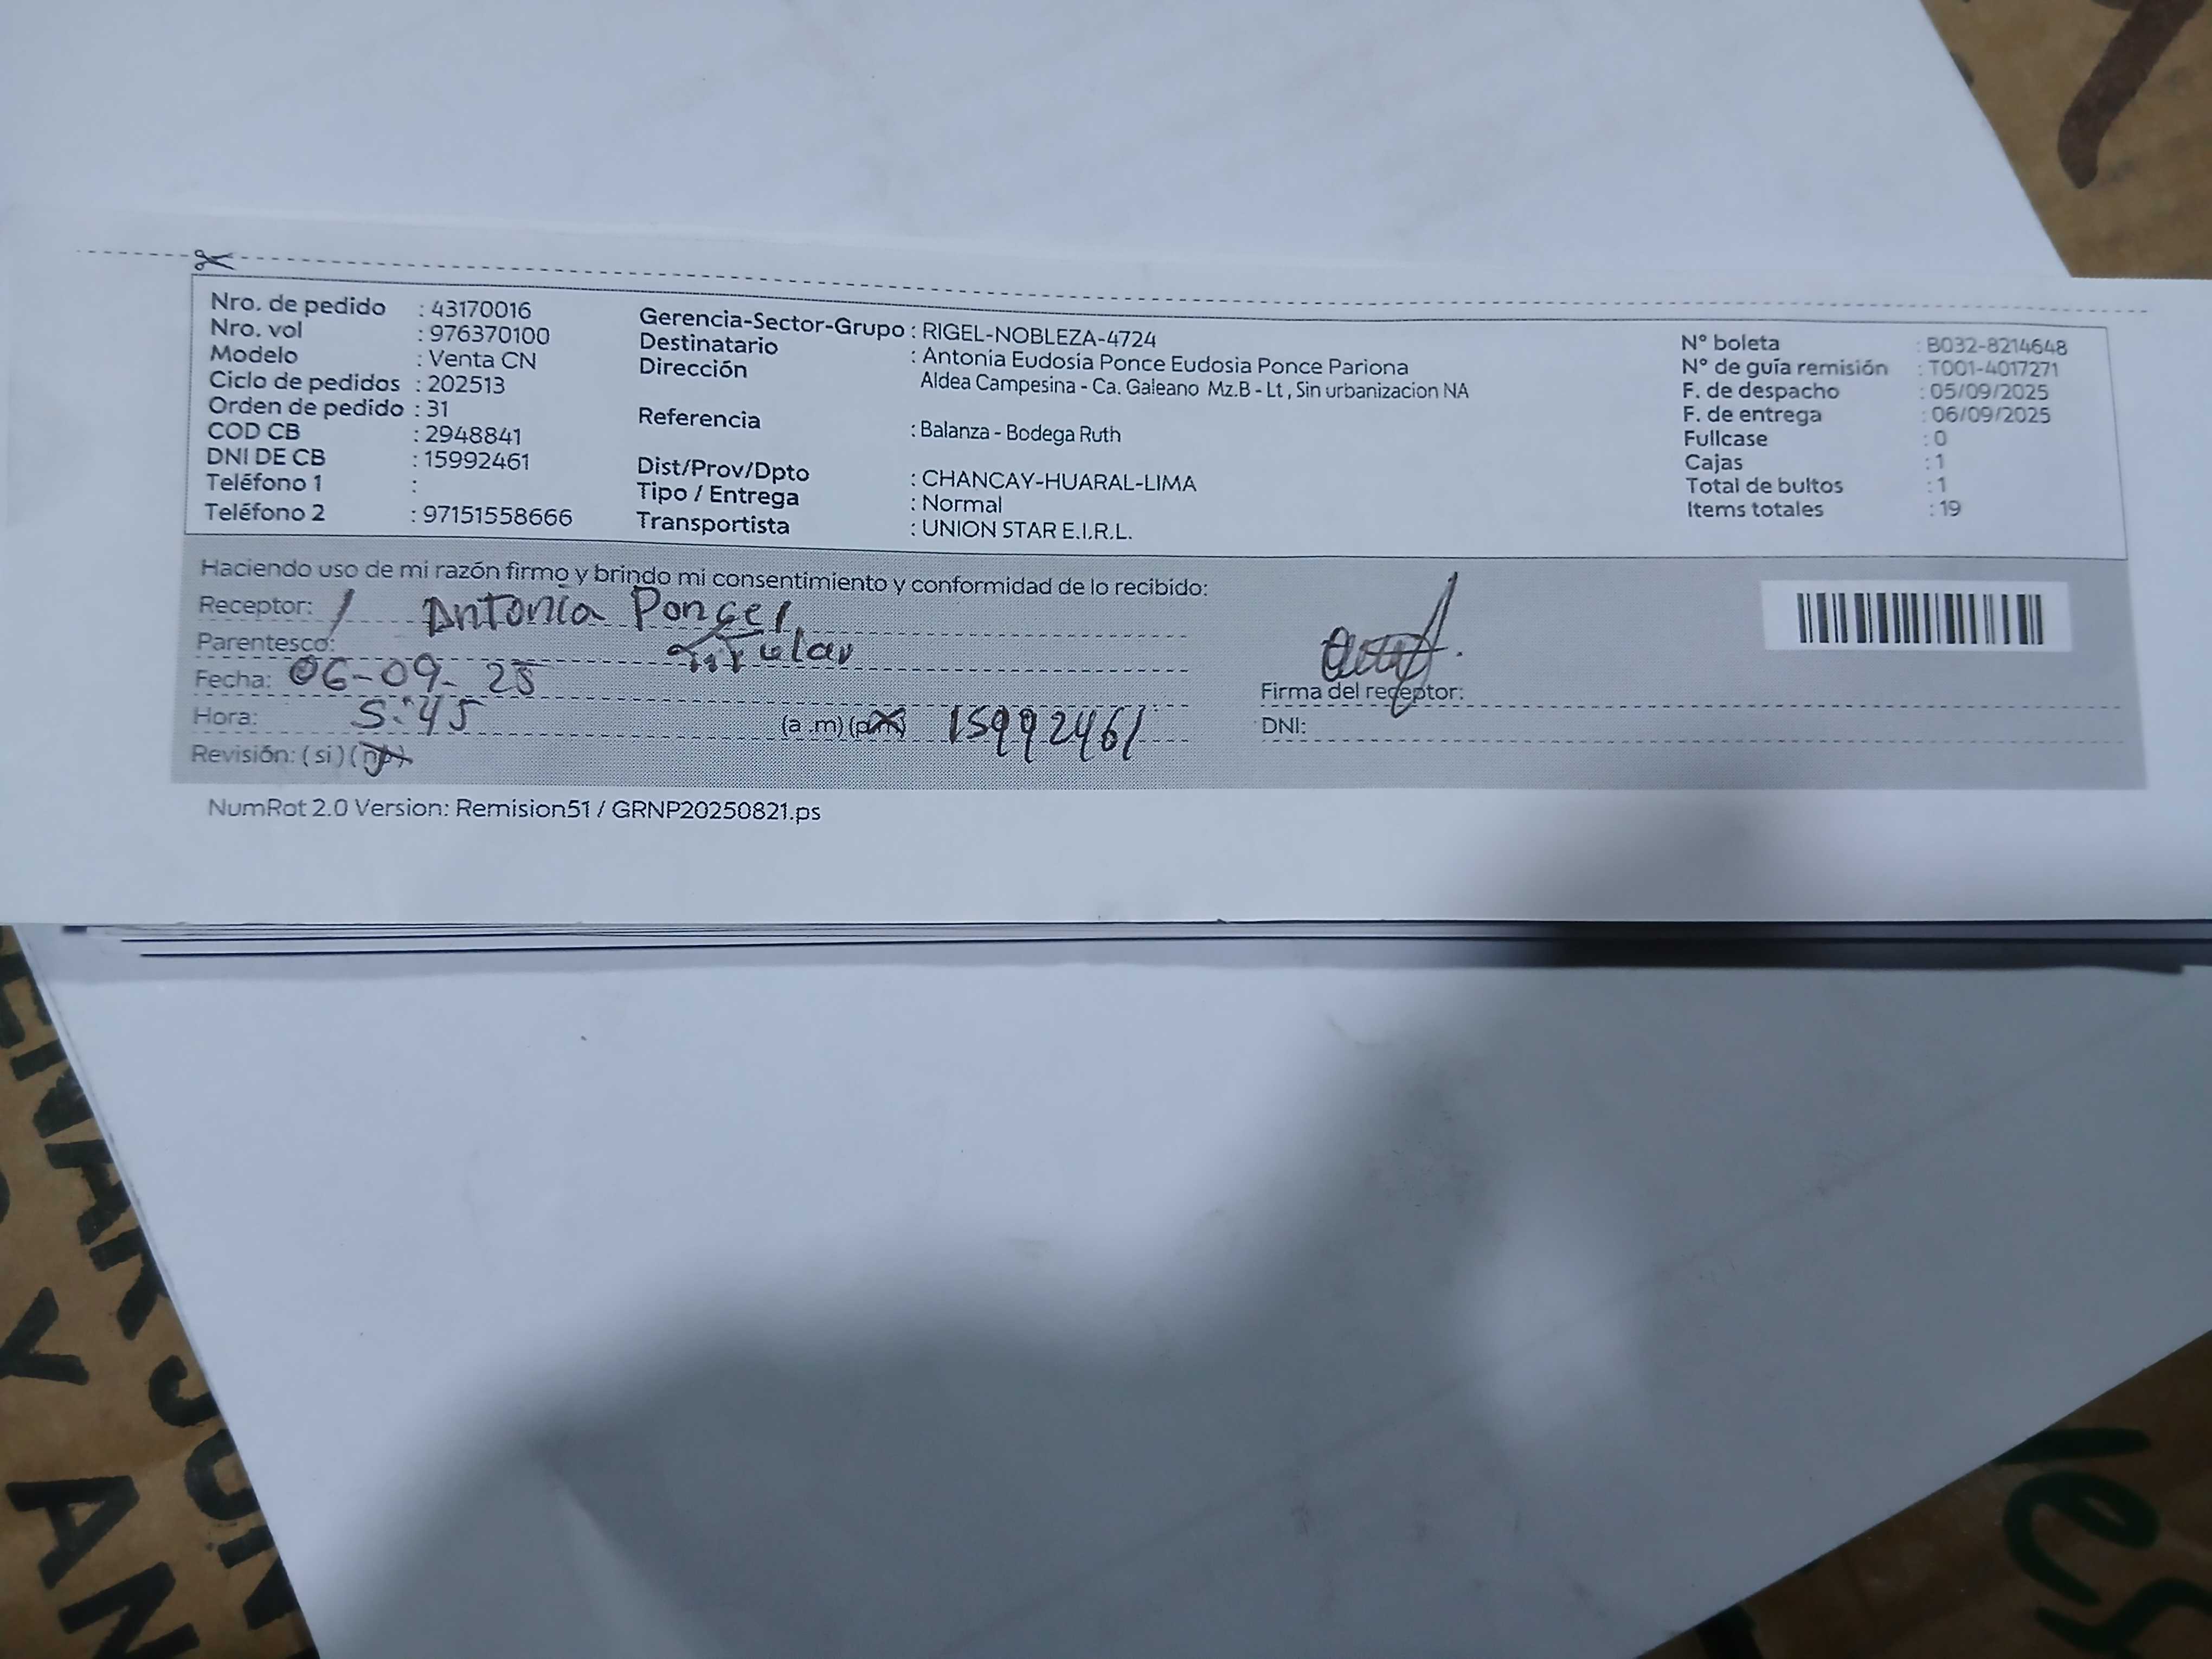 Nro. de pedido : 43170016
Nro. vol : 976370100
Modelo : Venta CN
Ciclo de pedidos : 202513
Orden de pedido : 31
COD CB : 2948841
DNI DE CB : 15992461
Teléfono 1 :
Teléfono 2 : 97151558666
Gerencia-Sector-Grupo : RIGEL-NOBLEZA-4724
Destinatario : Antonia Eudosia Ponce Eudosia Ponce Pariona
Dirección Aldea Campesina - Ca. Galeano Mz.B - Lt , Sin urbanizacion NA
Referencia : Balanza - Bodega Ruth
Dist/Prov/Dpto : CHANCAY-HUARAL-LIMA
Tipo / Entrega : Normal
Transportista : UNION STAR E.I.R.L.
N° boleta : B032-8214648
N° de guía remisión : T001-4017271
F. de despacho : 05/09/2025
F. de entrega : 06/09/2025
Fullcase : 0
Cajas : 1
Total de bultos : 1
Items totales : 19
Haciendo uso de mi razón firmo y brindo mi consentimiento y conformidad de lo recibido:
Receptor: Antonia Ponce
Parentesco: Titular
Fecha: 06-09-25
Hora: 5:45 (a .m) (p.m) 15992461
Revisión: ( si ) ( no )
Firma del receptor:
DNI:
NumRot 2.0 Version: Remision51 / GRNP20250821.ps
Y
AN